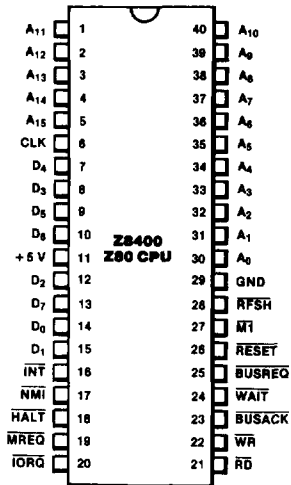 A11 1 40 A10
A12 2 39 A9
A13 3 38 A8
A14 4 37 A7
A15 5 36 A6
CLK 6 35 A5
D4 7 34 A4
D3 8 33 A3
D5 9 32 A2
D6 10 31 A1
+5 V 11 30 A0
Z8400
Z80 CPU
D2 12 29 GND
D7 13 28 RFSH
D0 14 27 M1
D1 15 26 RESET
INT 16 25 BUSREQ
NMI 17 24 WAIT
HALT 18 23 BUSACK
MREQ 19 22 WR
IORQ 20 21 RD